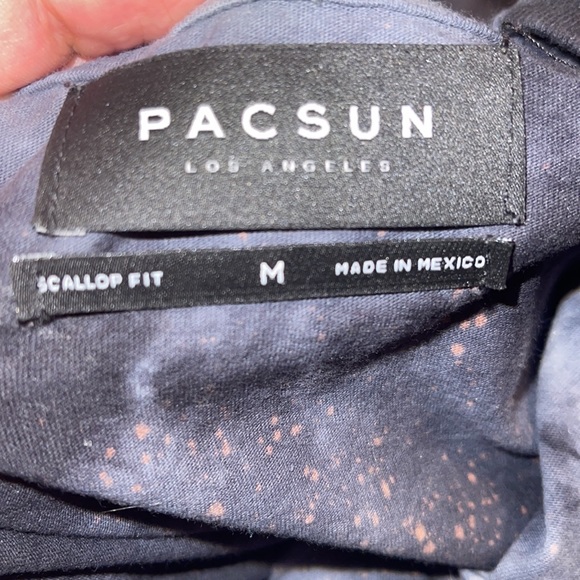 PACSUN
LOS ANGELES
SCALLOP FIT M MADE IN MEXICO